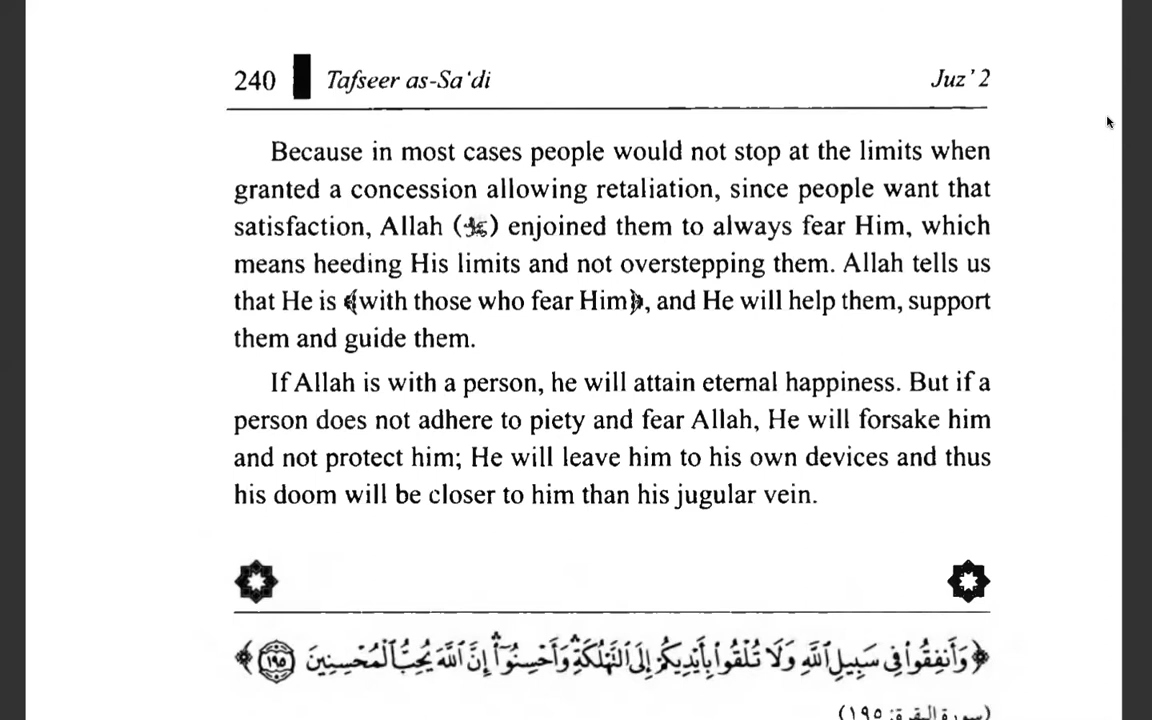 240 Tafseer as-Sa'di Juz' 2
Because in most cases people would not stop at the limits when
granted a concession allowing retaliation, since people want that
satisfaction, Allah (ﷻ) enjoined them to always fear Him, which
means heeding His limits and not overstepping them. Allah tells us
that He is ﴾with those who fear Him﴿, and He will help them, support
them and guide them.
If Allah is with a person, he will attain eternal happiness. But if a
person does not adhere to piety and fear Allah, He will forsake him
and not protect him; He will leave him to his own devices and thus
his doom will be closer to him than his jugular vein.
﴿وَأَنفِقُوا۟ فِى سَبِيلِ ٱللَّهِ وَلَا تُلْقُوا۟ بِأَيْدِيكُمْ إِلَى ٱلتَّهْلُكَةِ ۛ وَأَحْسِنُوٓا۟ ۛ إِنَّ ٱللَّهَ يُحِبُّ ٱلْمُحْسِنِينَ ١٩٥﴾
(سورة البقرة: ١٩٥)